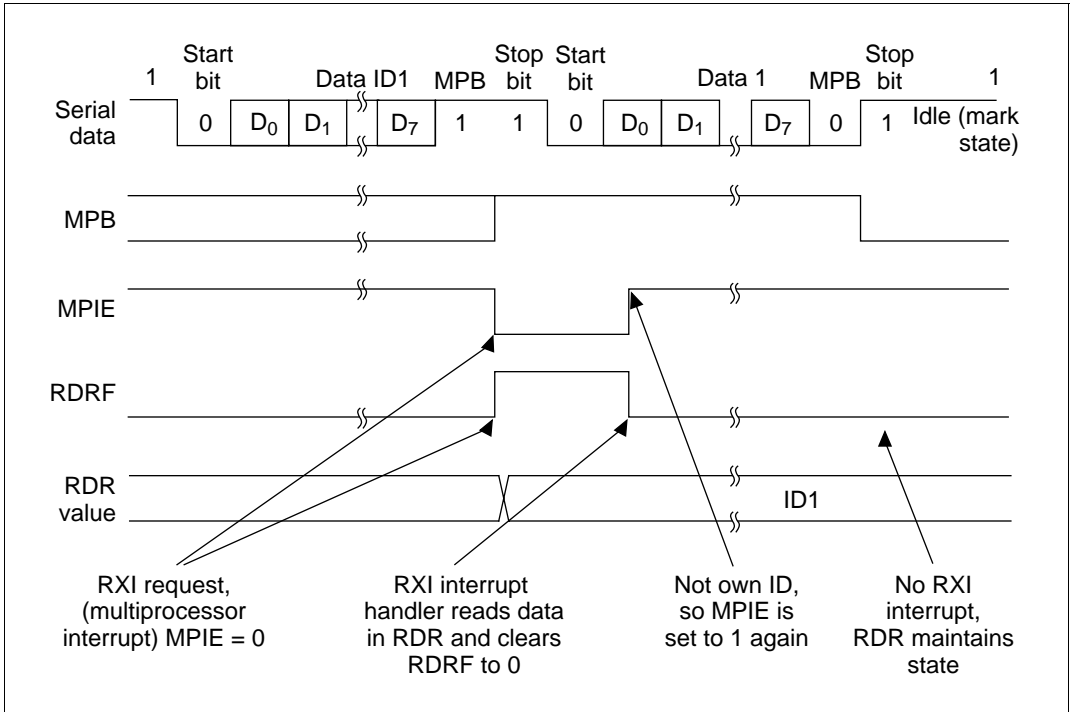 Start bit
Stop bit
Start bit
Stop bit
1
Data ID1
MPB
Data 1
MPB
1
Serial data
0
D0
D1
D7
1
1
0
D0
D1
D7
0
1
Idle (mark state)
MPB
MPIE
RDRF
RDR value
ID1
RXI request,
(multiprocessor
interrupt) MPIE = 0
RXI interrupt
handler reads data
in RDR and clears
RDRF to 0
Not own ID,
so MPIE is
set to 1 again
No RXI
interrupt,
RDR maintains
state